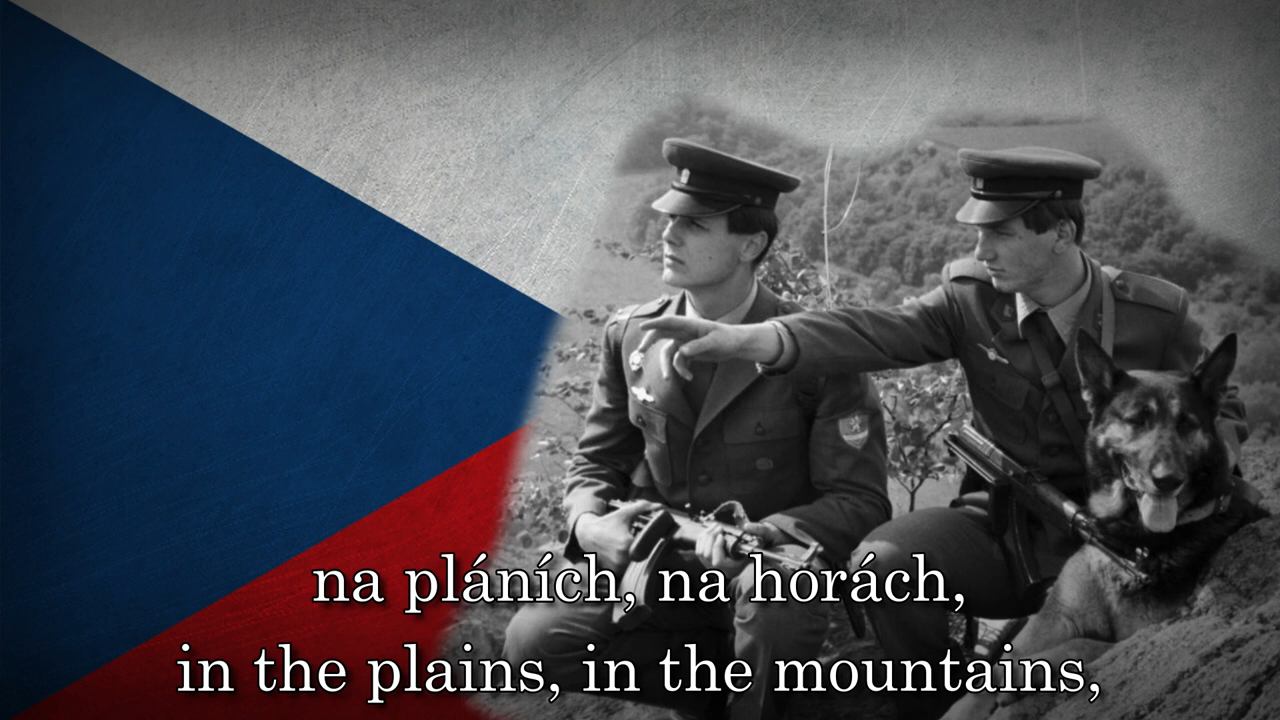 na pláních, na horách,
in the plains, in the mountains,